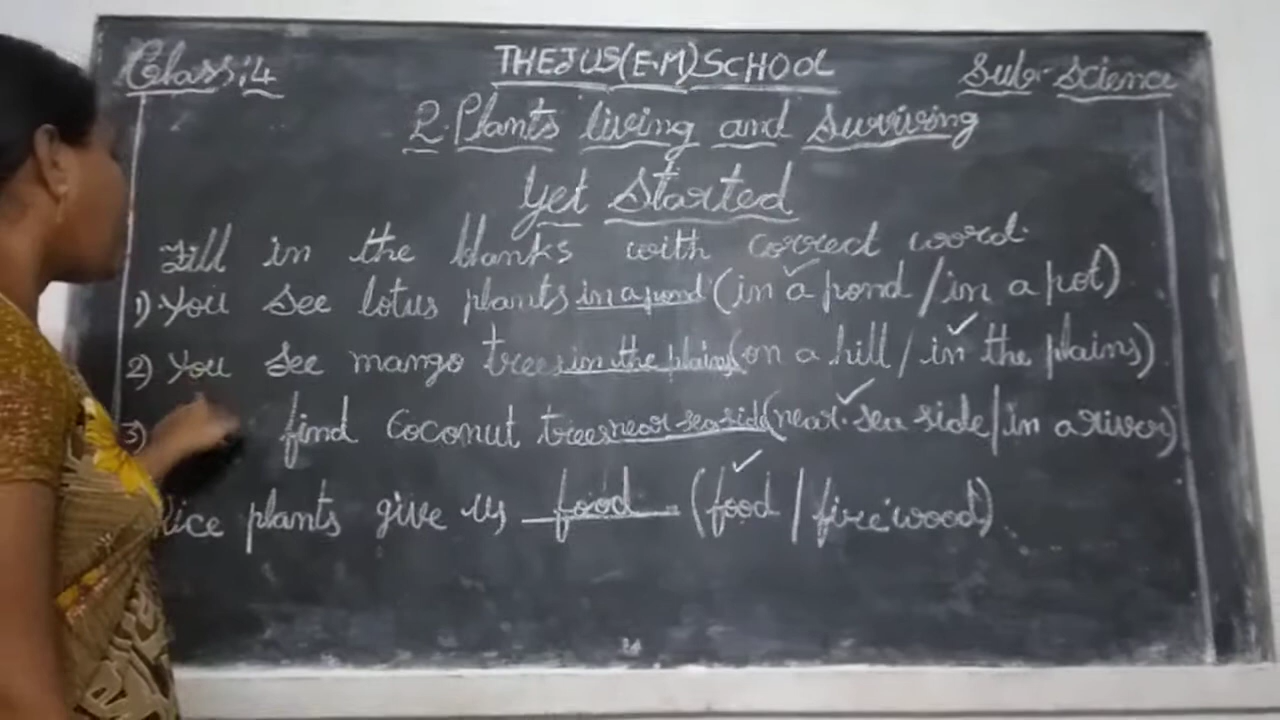 Class:4 THEJUS(E.M)SCHOOL Sub- Science
2. Plants living and Surviving
Get Started
Fill in the blanks with correct word.
1) You see lotus plants in a pond (in a pond / in a pot)
2) You see mango trees in the plains (on a hill / in the plains)
3) find Coconut trees near sea side (near sea side / in a river)
Rice plants give us food (food / firewood)